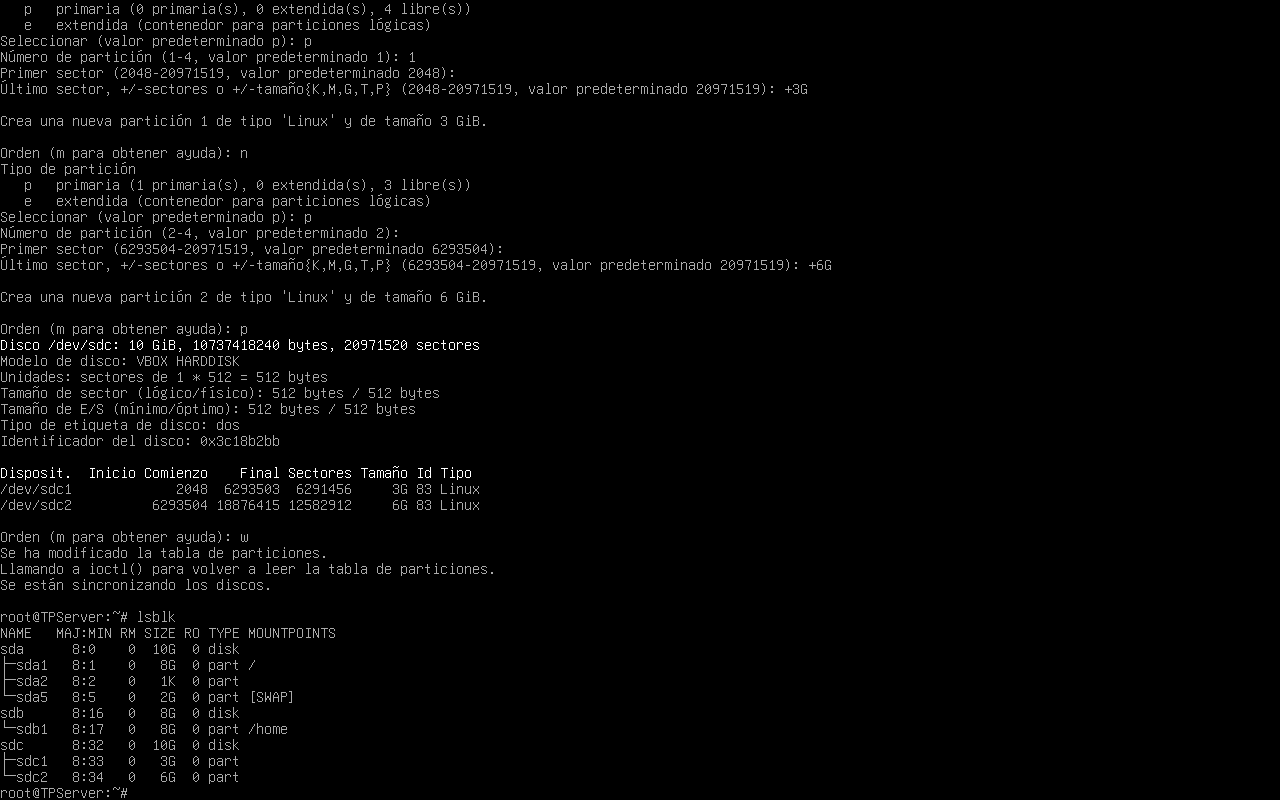 p   primaria (0 primaria(s), 0 extendida(s), 4 libre(s))
   e   extendida (contenedor para particiones lógicas)
Seleccionar (valor predeterminado p): p
Número de partición (1-4, valor predeterminado 1): 1
Primer sector (2048-20971519, valor predeterminado 2048):
Último sector, +/-sectores o +/-tamaño{K,M,G,T,P} (2048-20971519, valor predeterminado 20971519): +3G

Crea una nueva partición 1 de tipo 'Linux' y de tamaño 3 GiB.

Orden (m para obtener ayuda): n
Tipo de partición
   p   primaria (1 primaria(s), 0 extendida(s), 3 libre(s))
   e   extendida (contenedor para particiones lógicas)
Seleccionar (valor predeterminado p): p
Número de partición (2-4, valor predeterminado 2):
Primer sector (6293504-20971519, valor predeterminado 6293504):
Último sector, +/-sectores o +/-tamaño{K,M,G,T,P} (6293504-20971519, valor predeterminado 20971519): +6G

Crea una nueva partición 2 de tipo 'Linux' y de tamaño 6 GiB.

Orden (m para obtener ayuda): p
Disco /dev/sdc: 10 GiB, 10737418240 bytes, 20971520 sectores
Modelo de disco: VBOX HARDDISK
Unidades: sectores de 1 * 512 = 512 bytes
Tamaño de sector (lógico/físico): 512 bytes / 512 bytes
Tamaño de E/S (mínimo/óptimo): 512 bytes / 512 bytes
Tipo de etiqueta de disco: dos
Identificador del disco: 0x3c18b2bb

Disposit.  Inicio Comienzo    Final Sectores Tamaño Id Tipo
/dev/sdc1             2048  6293503  6291456     3G 83 Linux
/dev/sdc2          6293504 18876415 12582912     6G 83 Linux

Orden (m para obtener ayuda): w
Se ha modificado la tabla de particiones.
Llamando a ioctl() para volver a leer la tabla de particiones.
Se están sincronizando los discos.

root@TPServer:~# lsblk
NAME   MAJ:MIN RM SIZE RO TYPE MOUNTPOINTS
sda      8:0    0  10G  0 disk
├─sda1   8:1    0   8G  0 part /
├─sda2   8:2    0   1K  0 part
└─sda5   8:5    0   2G  0 part [SWAP]
sdb      8:16   0   8G  0 disk
└─sdb1   8:17   0   8G  0 part /home
sdc      8:32   0  10G  0 disk
├─sdc1   8:33   0   3G  0 part
└─sdc2   8:34   0   6G  0 part
root@TPServer:~#